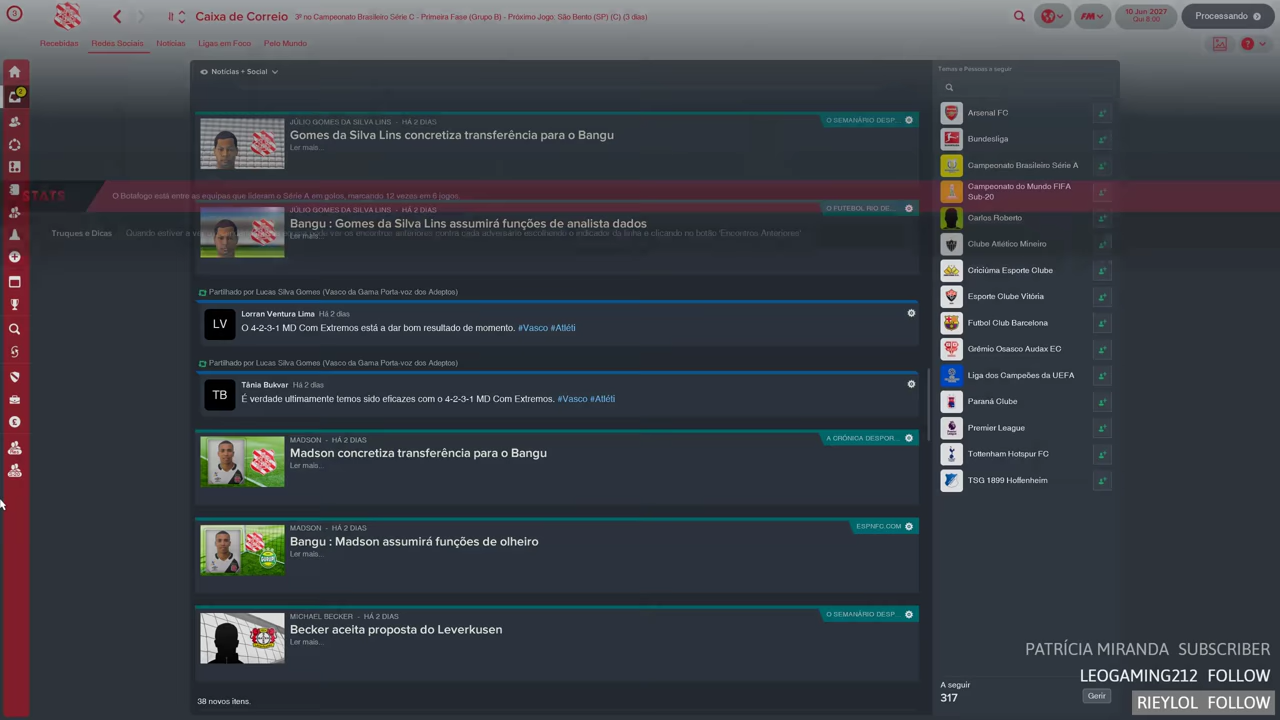 3
Caixa de Correio
3º no Campeonato Brasileiro Série C - Primeira Fase (Grupo B) - Próximo Jogo: São Bento (SP) (C) (3 dias)
FM
10 Jun 2027
Qui 8:00
Processando
Recebidas
Redes Sociais
Notícias
Ligas em Foco
Pelo Mundo
?
2
Notícias + Social
Temas e Pessoas a seguir
JÚLIO GOMES DA SILVA LINS - HÁ 2 DIAS
O SEMANÁRIO DESP...
Gomes da Silva Lins concretiza transferência para o Bangu
Ler mais...
STATS
O Botafogo está entre as equipas que lideram o Série A em golos, marcando 12 vezes em 6 jogos.
JÚLIO GOMES DA SILVA LINS - HÁ 2 DIAS
O FUTEBOL RIO DE...
Bangu : Gomes da Silva Lins assumirá funções de analista dados
Ler mais...
Truques e Dicas
Partilhado por Lucas Silva Gomes (Vasco da Gama Porta-voz dos Adeptos)
LV
Lorran Ventura Lima Há 2 dias
O 4-2-3-1 MD Com Extremos está a dar bom resultado de momento. #Vasco #Atléti
Partilhado por Lucas Silva Gomes (Vasco da Gama Porta-voz dos Adeptos)
TB
Tânia Bukvar Há 2 dias
É verdade ultimamente temos sido eficazes com o 4-2-3-1 MD Com Extremos. #Vasco #Atléti
MADSON - HÁ 2 DIAS
A CRÓNICA DESPOR...
Madson concretiza transferência para o Bangu
Ler mais...
MADSON - HÁ 2 DIAS
ESPNFC.COM
Bangu : Madson assumirá funções de olheiro
Ler mais...
MICHAEL BECKER - HÁ 2 DIAS
O SEMANÁRIO DESP...
Becker aceita proposta do Leverkusen
Ler mais...
38 novos itens.
Arsenal FC
Bundesliga
Campeonato Brasileiro Série A
Campeonato do Mundo FIFA
Sub-20
Carlos Roberto
Clube Atlético Mineiro
Criciúma Esporte Clube
Esporte Clube Vitória
Futbol Club Barcelona
Grêmio Osasco Audax EC
Liga dos Campeões da UEFA
Paraná Clube
Premier League
Tottenham Hotspur FC
TSG 1899 Hoffenheim
A seguir
317
Gerir
PATRÍCIA MIRANDA SUBSCRIBER
LEOGAMING212 FOLLOW
RIEYLOL FOLLOW